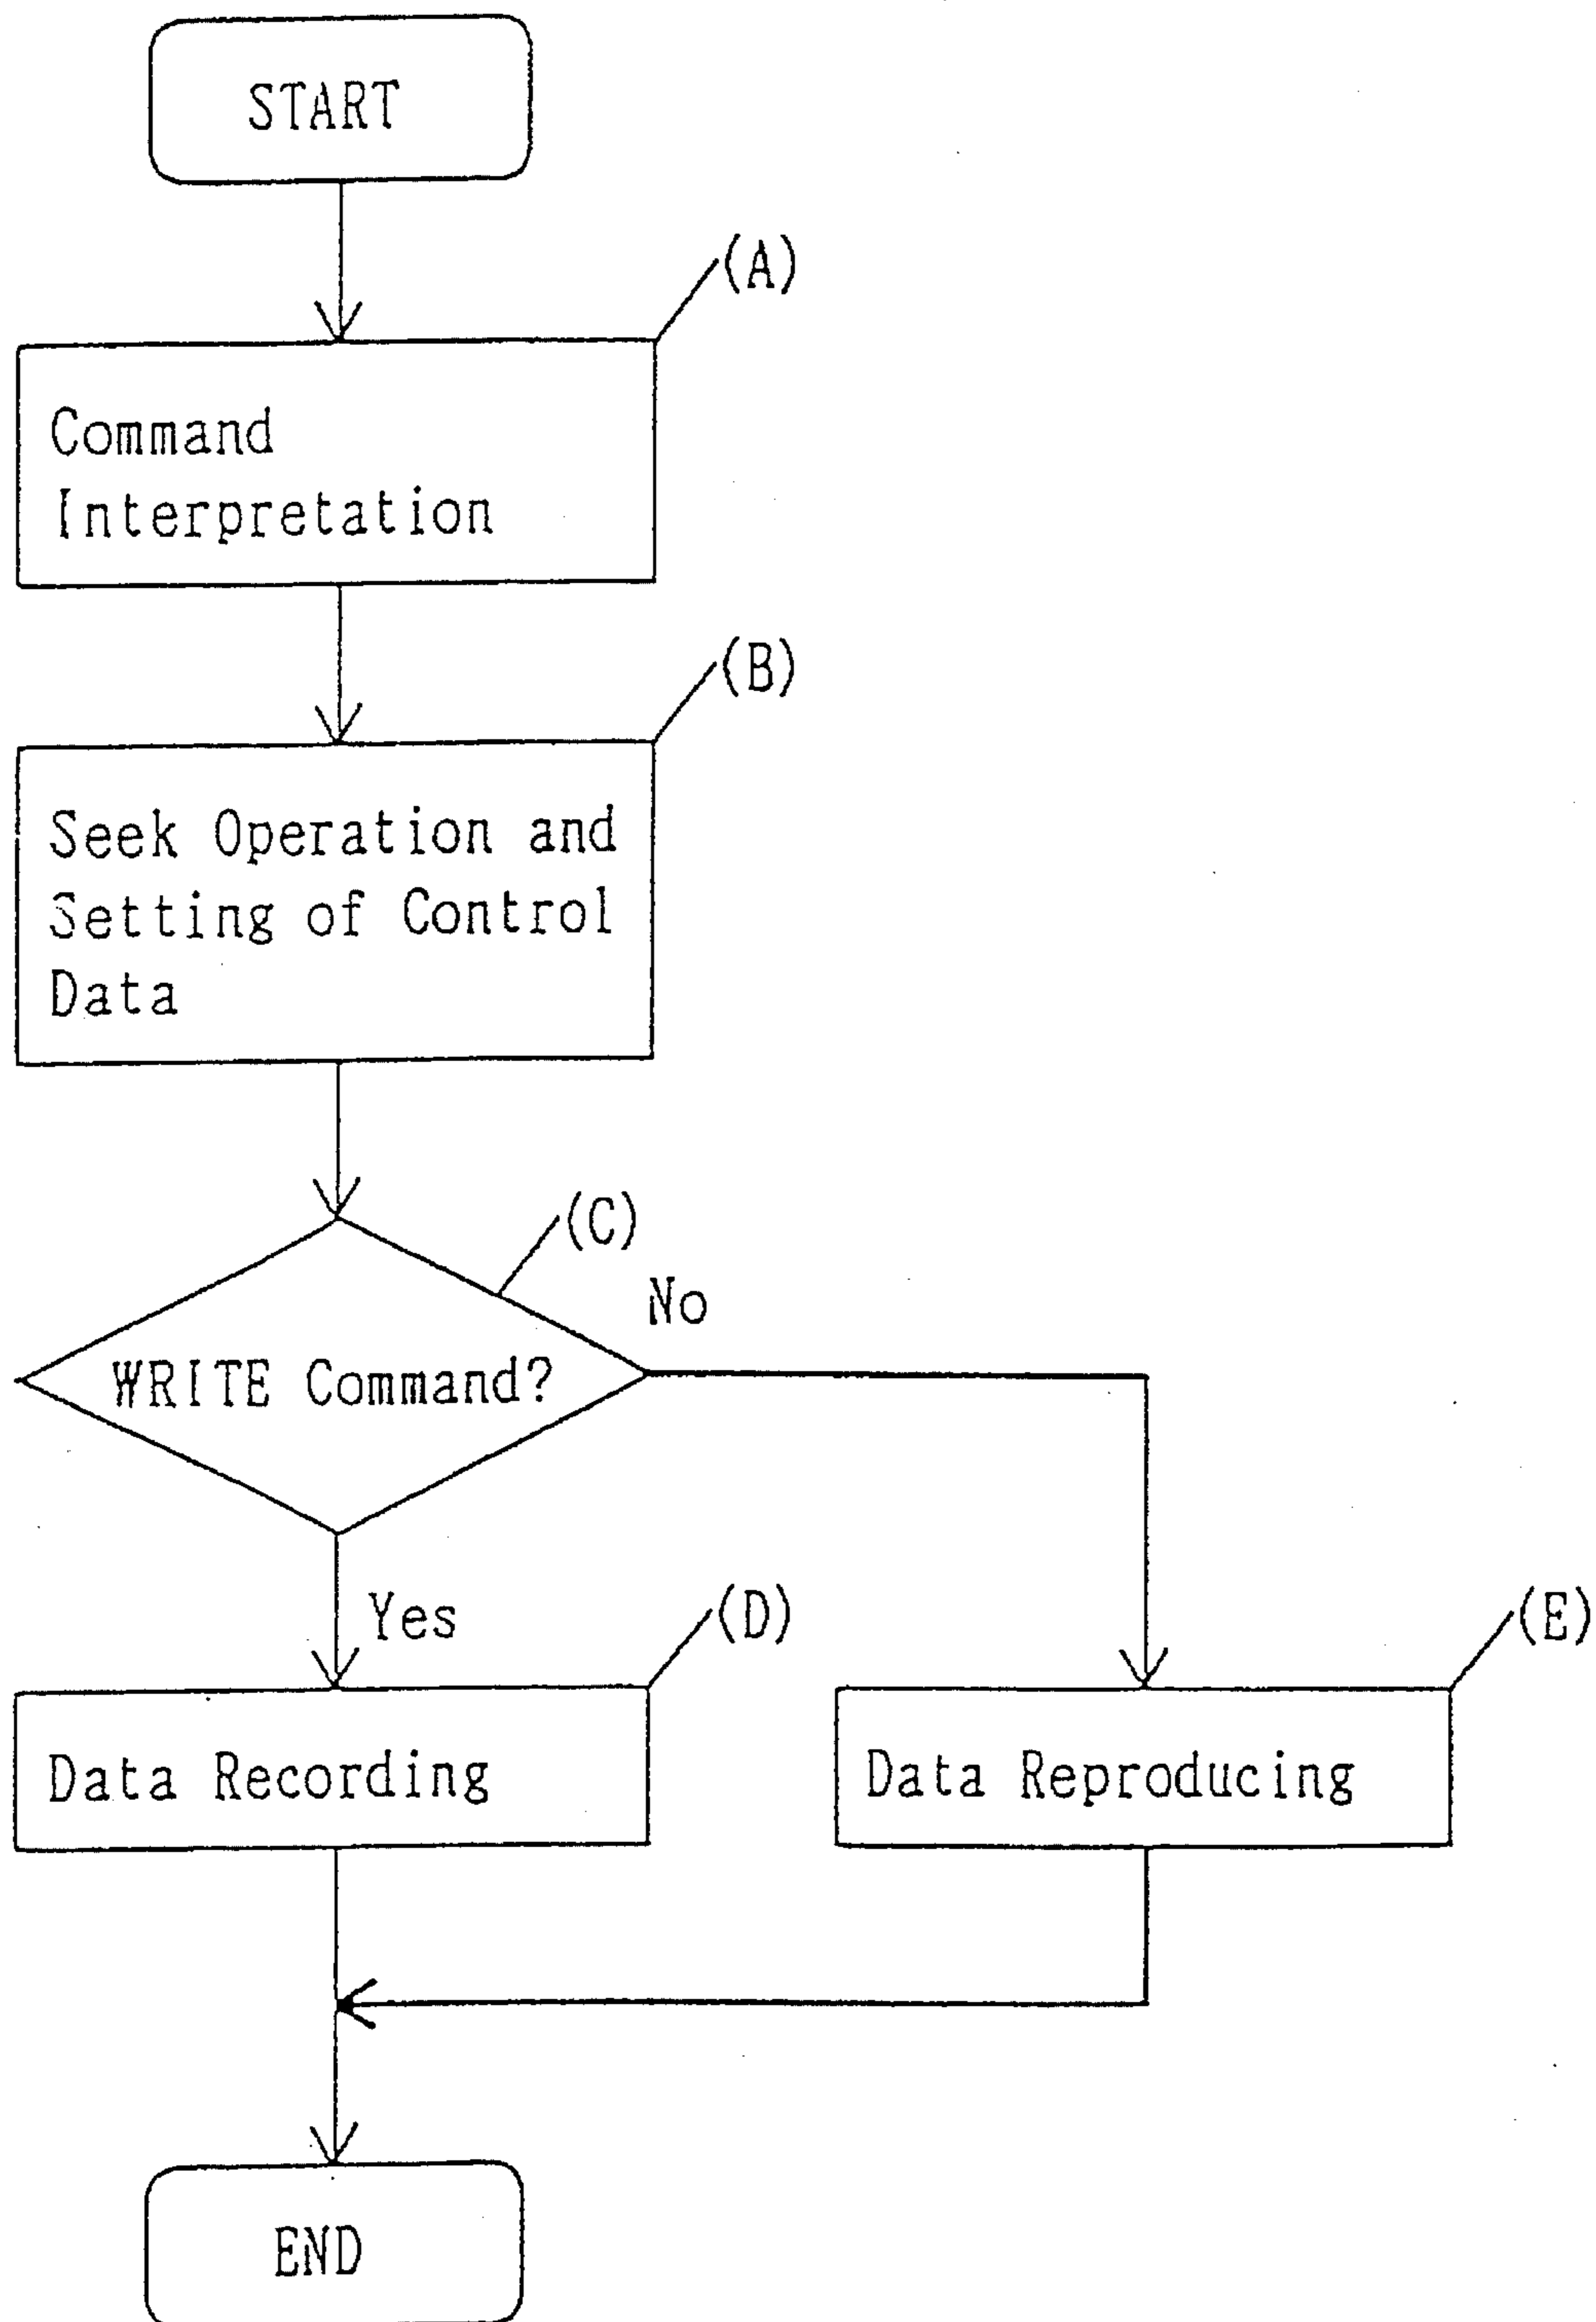 START
(A)
Command
Interpretation
(B)
Seek Operation and
Setting of Control
Data
(C)
No
WRITE Command?
Yes
(D)
(E)
Data Recording
Data Reproducing
END